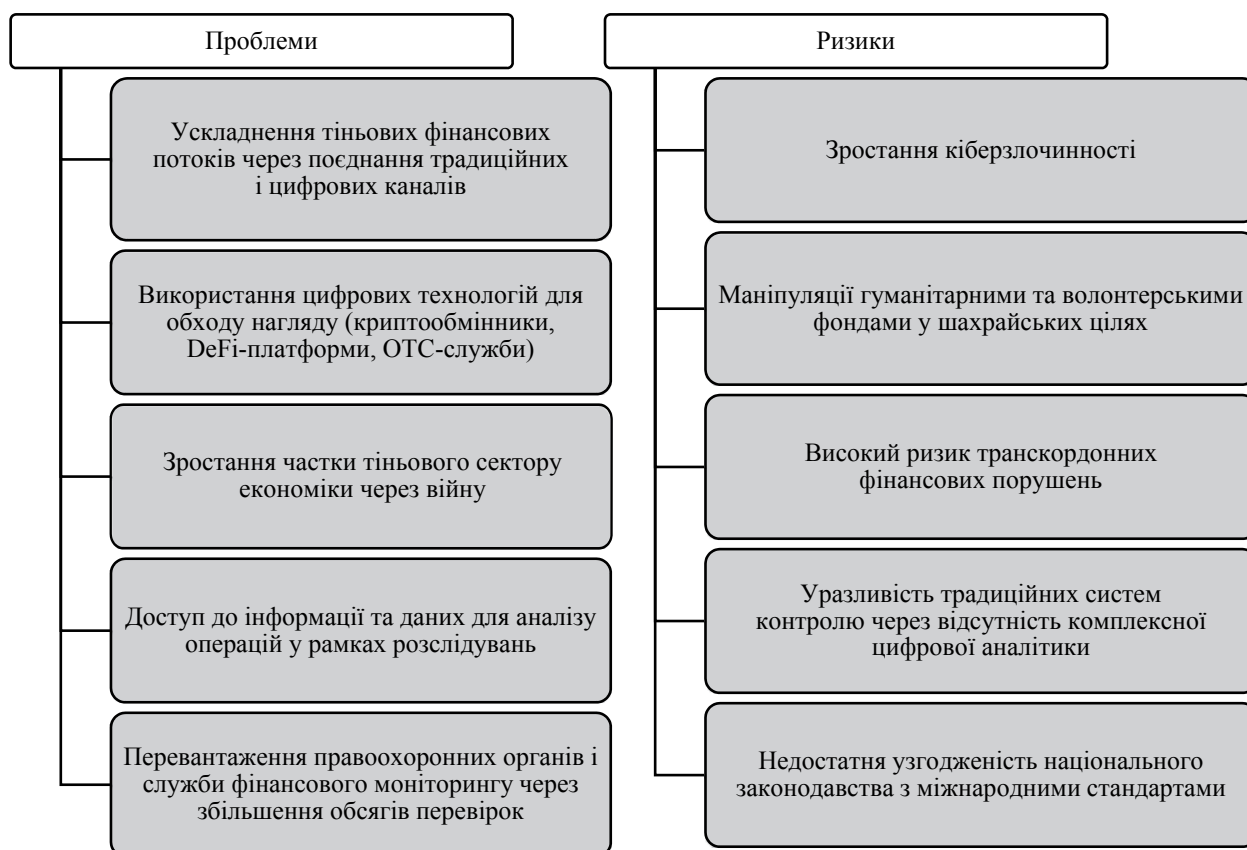 Проблеми
Ускладнення тіньових фінансових
потоків через поєднання традиційних
і цифрових каналів
Використання цифрових технологій для
обходу нагляду (криптообмінники,
DeFi-платформи, OTC-служби)
Зростання частки тіньового сектору
економіки через війну
Доступ до інформації та даних для аналізу
операцій у рамках розслідувань
Перевантаження правоохоронних органів і
служби фінансового моніторингу через
збільшення обсягів перевірок
Ризики
Зростання кіберзлочинності
Маніпуляції гуманітарними та волонтерськими
фондами у шахрайських цілях
Високий ризик транскордонних
фінансових порушень
Уразливість традиційних систем
контролю через відсутність комплексної
цифрової аналітики
Недостатня узгодженість національного
законодавства з міжнародними стандартами